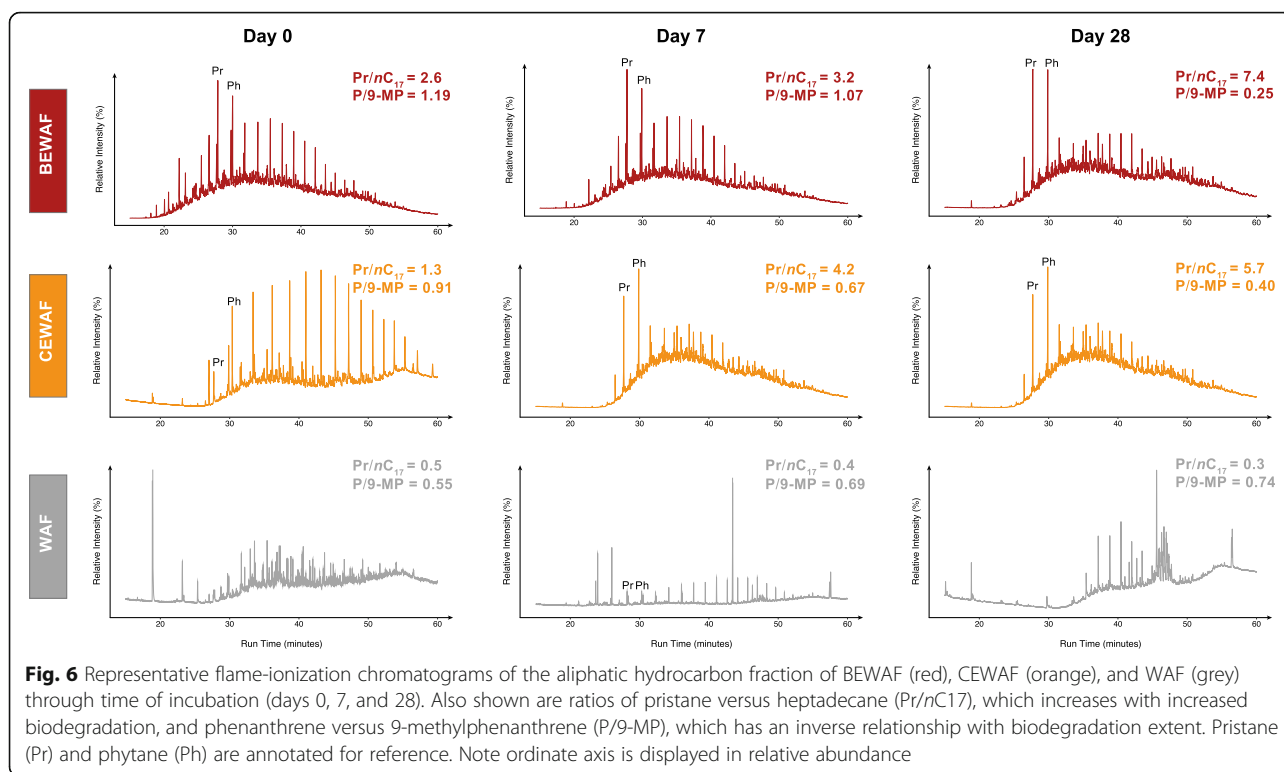 Day 0
Day 7
Day 28
BEWAF
Relative Intensity (%)
Pr
Ph
Pr/nC17 = 2.6
P/9-MP = 1.19
20
30
40
50
60
Relative Intensity (%)
Pr
Ph
Pr/nC17 = 3.2
P/9-MP = 1.07
20
30
40
50
60
Relative Intensity (%)
Pr
Ph
Pr/nC17 = 7.4
P/9-MP = 0.25
20
30
40
50
60
CEWAF
Relative Intensity (%)
Pr
Ph
Pr/nC17 = 1.3
P/9-MP = 0.91
20
30
40
50
60
Relative Intensity (%)
Pr
Ph
Pr/nC17 = 4.2
P/9-MP = 0.67
20
30
40
50
60
Relative Intensity (%)
Pr
Ph
Pr/nC17 = 5.7
P/9-MP = 0.40
20
30
40
50
60
WAF
Relative Intensity (%)
Pr/nC17 = 0.5
P/9-MP = 0.55
20
30
40
50
60
Run Time (minutes)
Relative Intensity (%)
Pr
Ph
Pr/nC17 = 0.4
P/9-MP = 0.69
20
30
40
50
60
Run Time (minutes)
Relative Intensity (%)
Pr/nC17 = 0.3
P/9-MP = 0.74
20
30
40
50
60
Run Time (minutes)
Fig. 6 Representative flame-ionization chromatograms of the aliphatic hydrocarbon fraction of BEWAF (red), CEWAF (orange), and WAF (grey)
through time of incubation (days 0, 7, and 28). Also shown are ratios of pristane versus heptadecane (Pr/nC17), which increases with increased
biodegradation, and phenanthrene versus 9-methylphenanthrene (P/9-MP), which has an inverse relationship with biodegradation extent. Pristane
(Pr) and phytane (Ph) are annotated for reference. Note ordinate axis is displayed in relative abundance